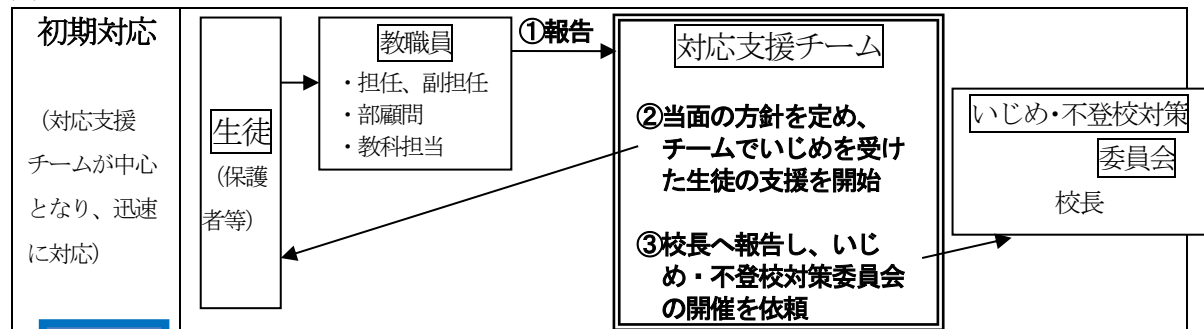 初期対応
（対応支援
チームが中心
となり、迅速
に対応）
生徒
（保護
者等）
教職員
・担任、副担任
・部顧問
・教科担当
①報告
対応支援チーム
②当面の方針を定め、
チームでいじめを受け
た生徒の支援を開始
③校長へ報告し、いじ
め・不登校対策委員会
の開催を依頼
いじめ・不登校対策
委員会
校長